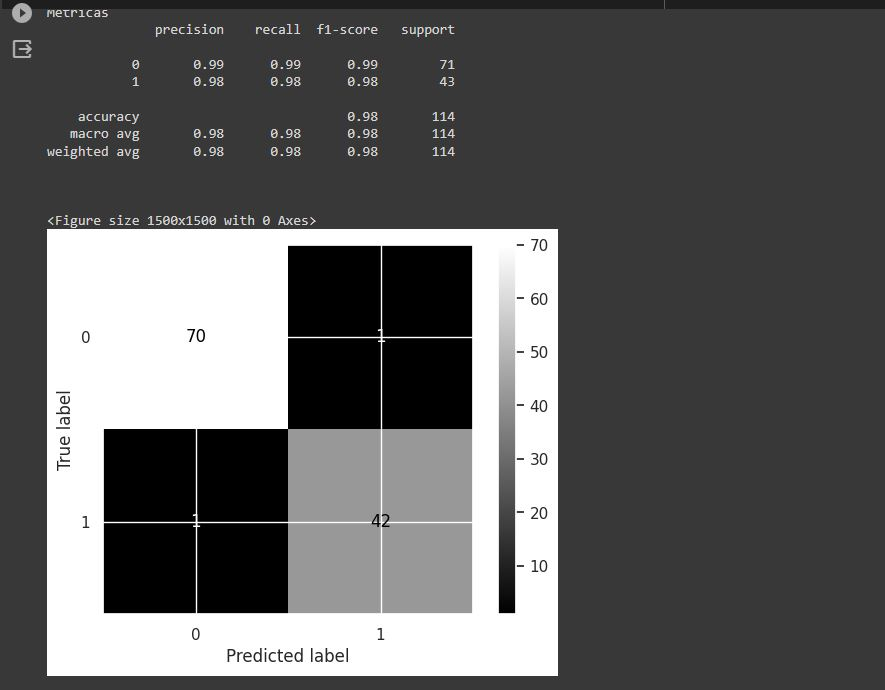 Metricas
precision recall f1-score support
0 0.99 0.99 0.99 71
1 0.98 0.98 0.98 43
accuracy 0.98 114
macro avg 0.98 0.98 0.98 114
weighted avg 0.98 0.98 0.98 114
<Figure size 1500x1500 with 0 Axes>
True label
0
1
70
1
1
42
0
1
Predicted label
70
60
50
40
30
20
10